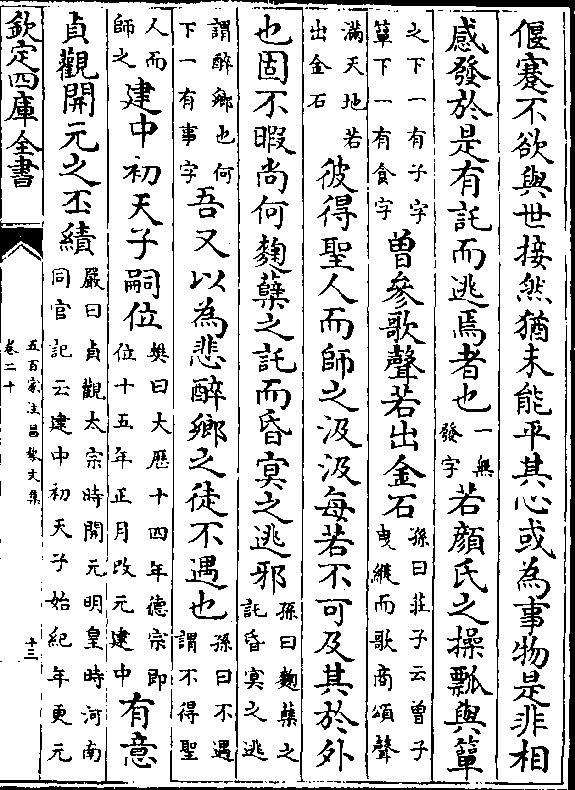 偃蹇不欲與世接然猶未能平其心或為事物是非相
感發於是有託而逃焉者也一無發字若顔氏之操瓢與簞
之下一有子字簞下一有食字曾參歌聲若出金石孫曰莊子云曾子曳縰而歌商頌聲
滿天地若出金石彼得聖人而師之汲汲每若不可及其於外
也固不暇尚何麴蘖之託而昏冥之逃邪孫曰麴蘖之託昏冥之逃
謂醉鄉也何下一有事字吾又以為悲醉鄉之徒不遇也孫曰不遇謂不得聖
人而師之建中初天子嗣位樊曰大歷十四年德宗即位十五年正月改元建中有意
貞觀開元之丕績嚴曰貞觀太宗時開元明皇時河南同官記云建中初天子始紀年更元
欽定四庫全書
五百家注昌黎文集
卷二十
十三